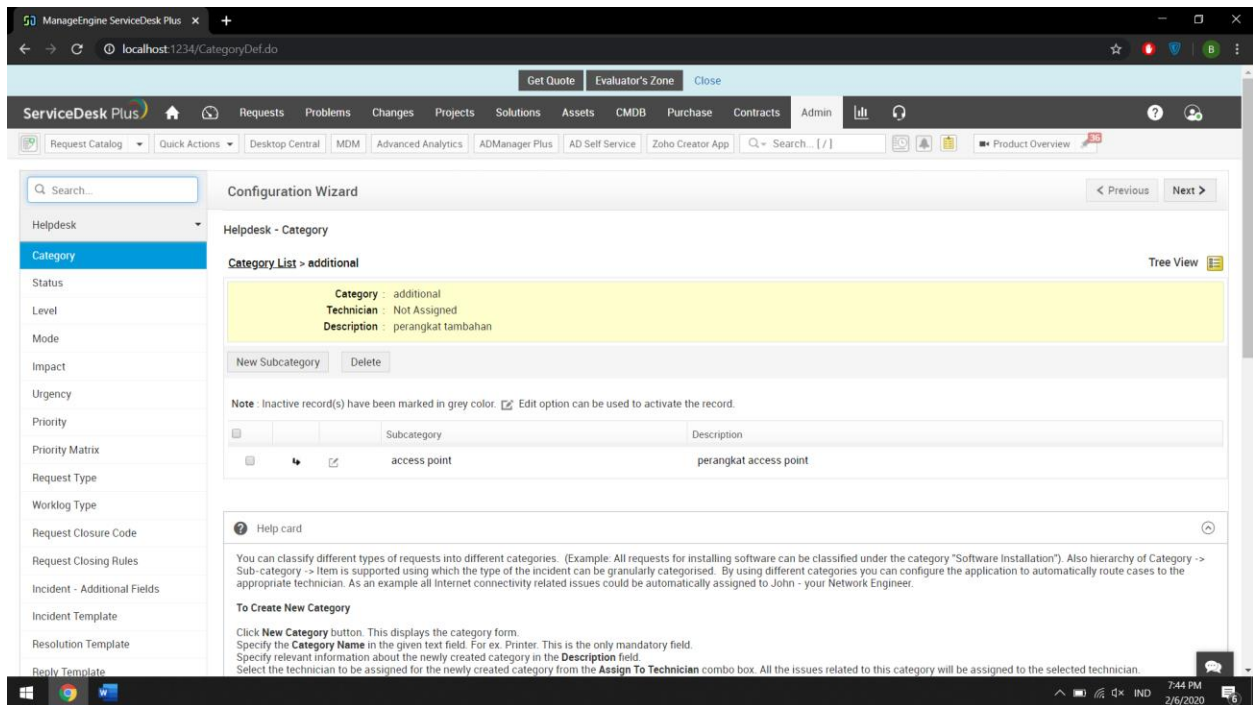 ManageEngine ServiceDesk Plus
localhost:1234/CategoryDef.do
B
Get Quote Evaluator's Zone Close
ServiceDesk Plus Requests Problems Changes Projects Solutions Assets CMDB Purchase Contracts Admin
Request Catalog Quick Actions Desktop Central MDM Advanced Analytics ADManager Plus AD Self Service Zoho Creator App Search... [ / ] Product Overview 36
Search...
Configuration Wizard
Previous Next
Helpdesk
Category
Status
Level
Mode
Impact
Urgency
Priority
Priority Matrix
Request Type
Worklog Type
Request Closure Code
Request Closing Rules
Incident - Additional Fields
Incident Template
Resolution Template
Reply Template
Helpdesk - Category
Category List > additional
Tree View
Category : additional
Technician : Not Assigned
Description : perangkat tambahan
New Subcategory Delete
Note : Inactive record(s) have been marked in grey color. Edit option can be used to activate the record.
Subcategory Description
access point perangkat access point
Help card
You can classify different types of requests into different categories. (Example: All requests for installing software can be classified under the category "Software Installation"). Also hierarchy of Category ->
Sub-category -> Item is supported using which the type of the incident can be granularly categorised. By using different categories you can configure the application to automatically route cases to the
appropriate technician. As an example all Internet connectivity related issues could be automatically assigned to John - your Network Engineer.
To Create New Category
Click New Category button. This displays the category form.
Specify the Category Name in the given text field. For ex. Printer. This is the only mandatory field.
Specify relevant information about the newly created category in the Description field.
Select the technician to be assigned for the newly created category from the Assign To Technician combo box. All the issues related to this category will be assigned to the selected technician.
IND
7:44 PM
2/6/2020
6